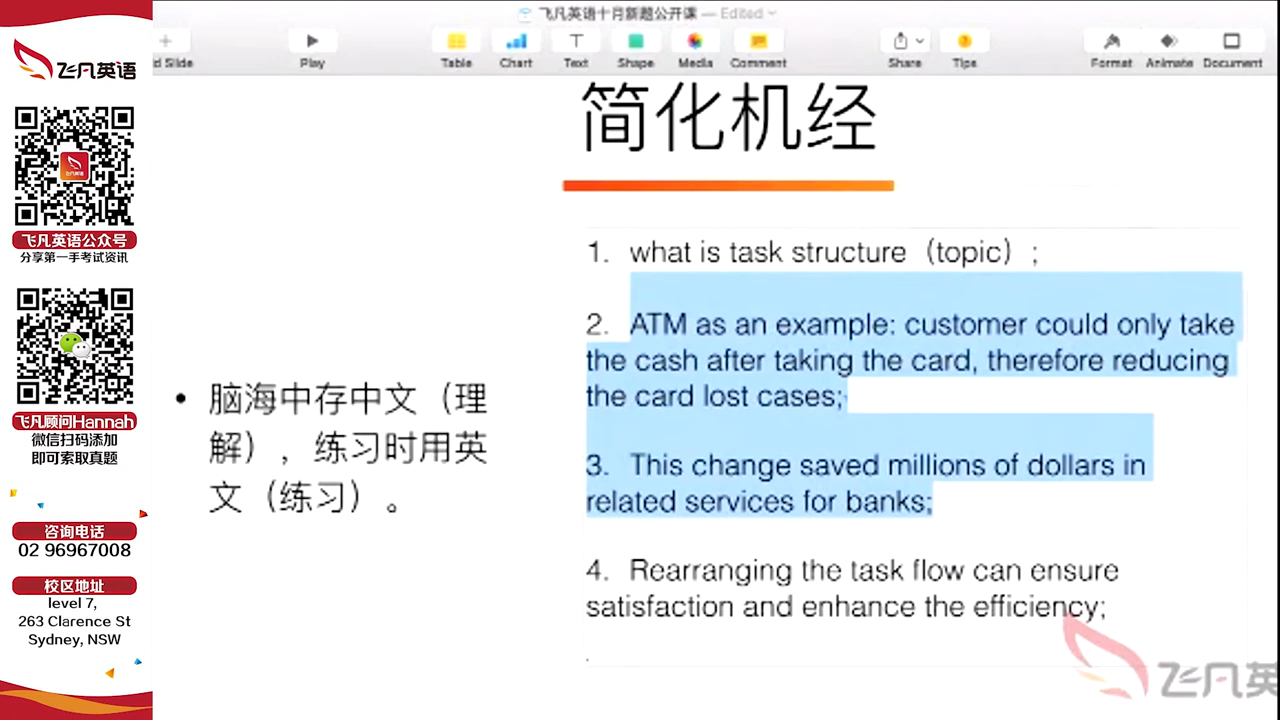 飞凡英语
飞凡英语公众号
分享第一手考试资讯
飞凡顾问Hannah
微信扫码添加
即可索取真题
咨询电话
02 96967008
校区地址
level 7,
263 Clarence St
Sydney, NSW
飞凡英语十月新题公开课 — Edited
d Slide
Play
Table
Chart
Text
Shape
Media
Comment
Share
Tips
Format
Animate
Document
简化机经
• 脑海中存中文（理
解），练习时用英
文（练习）。
1. what is task structure（topic）;
2. ATM as an example: customer could only take
the cash after taking the card, therefore reducing
the card lost cases;
3. This change saved millions of dollars in
related services for banks;
4. Rearranging the task flow can ensure
satisfaction and enhance the efficiency;
.
飞凡英